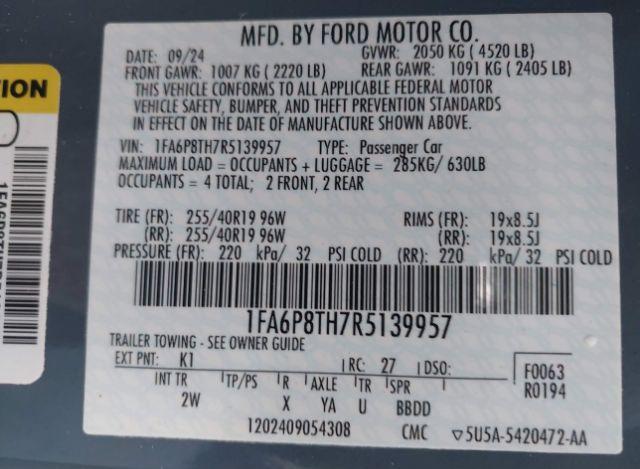 MFD. BY FORD MOTOR CO.
DATE: 09/24 GVWR: 2050 KG ( 4520 LB)
FRONT GAWR: 1007 KG ( 2220 LB) REAR GAWR: 1091 KG ( 2405 LB)
THIS VEHICLE CONFORMS TO ALL APPLICABLE FEDERAL MOTOR
VEHICLE SAFETY, BUMPER, AND THEFT PREVENTION STANDARDS
IN EFFECT ON THE DATE OF MANUFACTURE SHOWN ABOVE.
VIN: 1FA6P8TH7R5139957 TYPE: Passenger Car
MAXIMUM LOAD = OCCUPANTS + LUGGAGE = 285KG/ 630LB
OCCUPANTS = 4 TOTAL; 2 FRONT, 2 REAR
TIRE (FR): 255/40R19 96W RIMS (FR): 19x8.5J
(RR): 255/40R19 96W (RR): 19x8.5J
PRESSURE (FR): 220 kPa/ 32 PSI COLD (RR): 220 kPa/ 32 PSI COLD
1FA6P8TH7R5139957
TRAILER TOWING - SEE OWNER GUIDE
EXT PNT: K1 RC: 27 DSO: F0063
R0194
INT TR TP/PS R AXLE TR SPR
2W X YA U BBDD
1202409054308 CMC ▽5U5A-5420472-AA
TION